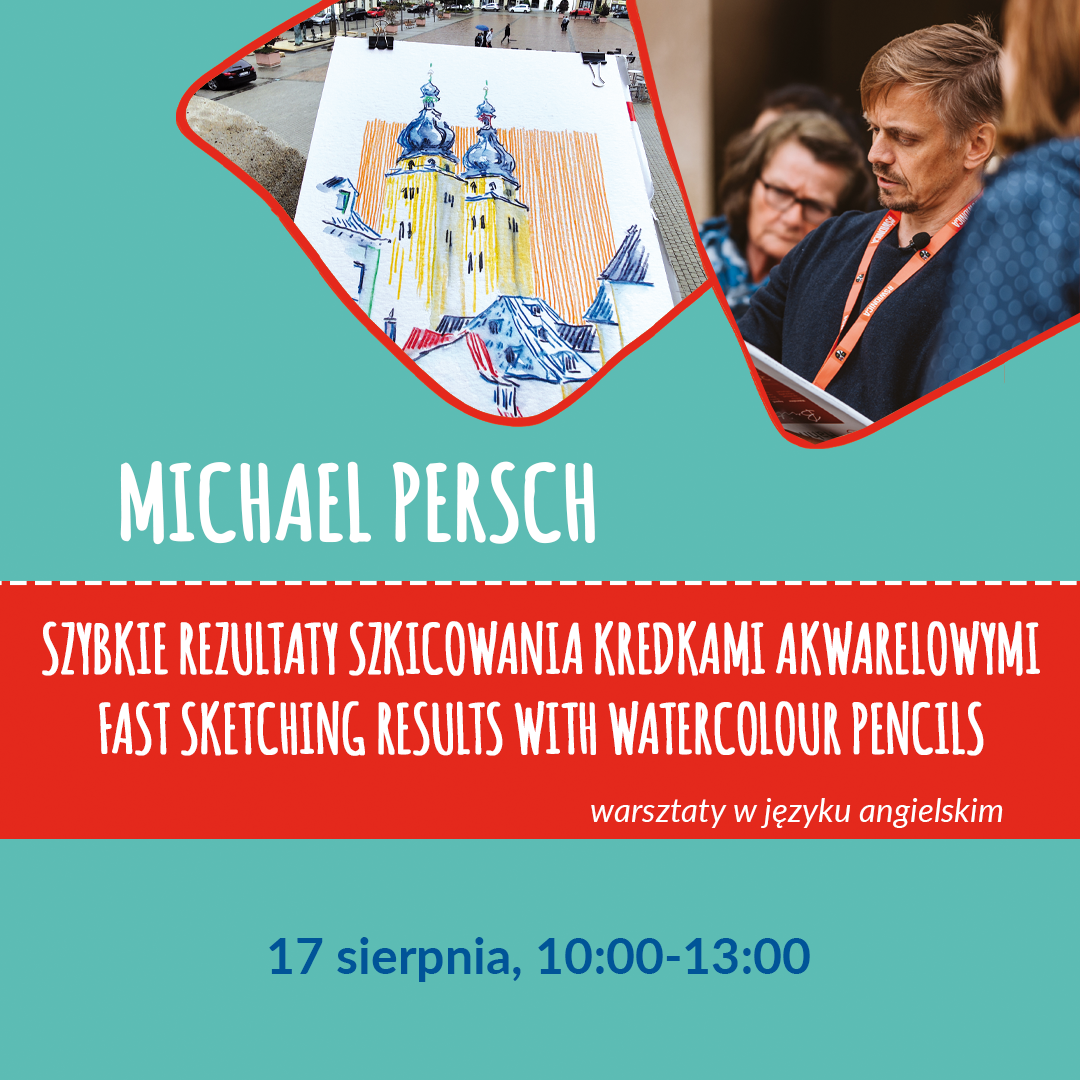 MICHAEL PERSCH
SZYBKIE REZULTATY SZKICOWANIA KREDKAMI AKWARELOWYMI
FAST SKETCHING RESULTS WITH WATERCOLOUR PENCILS
warsztaty w języku angielskim
17 sierpnia, 10:00-13:00